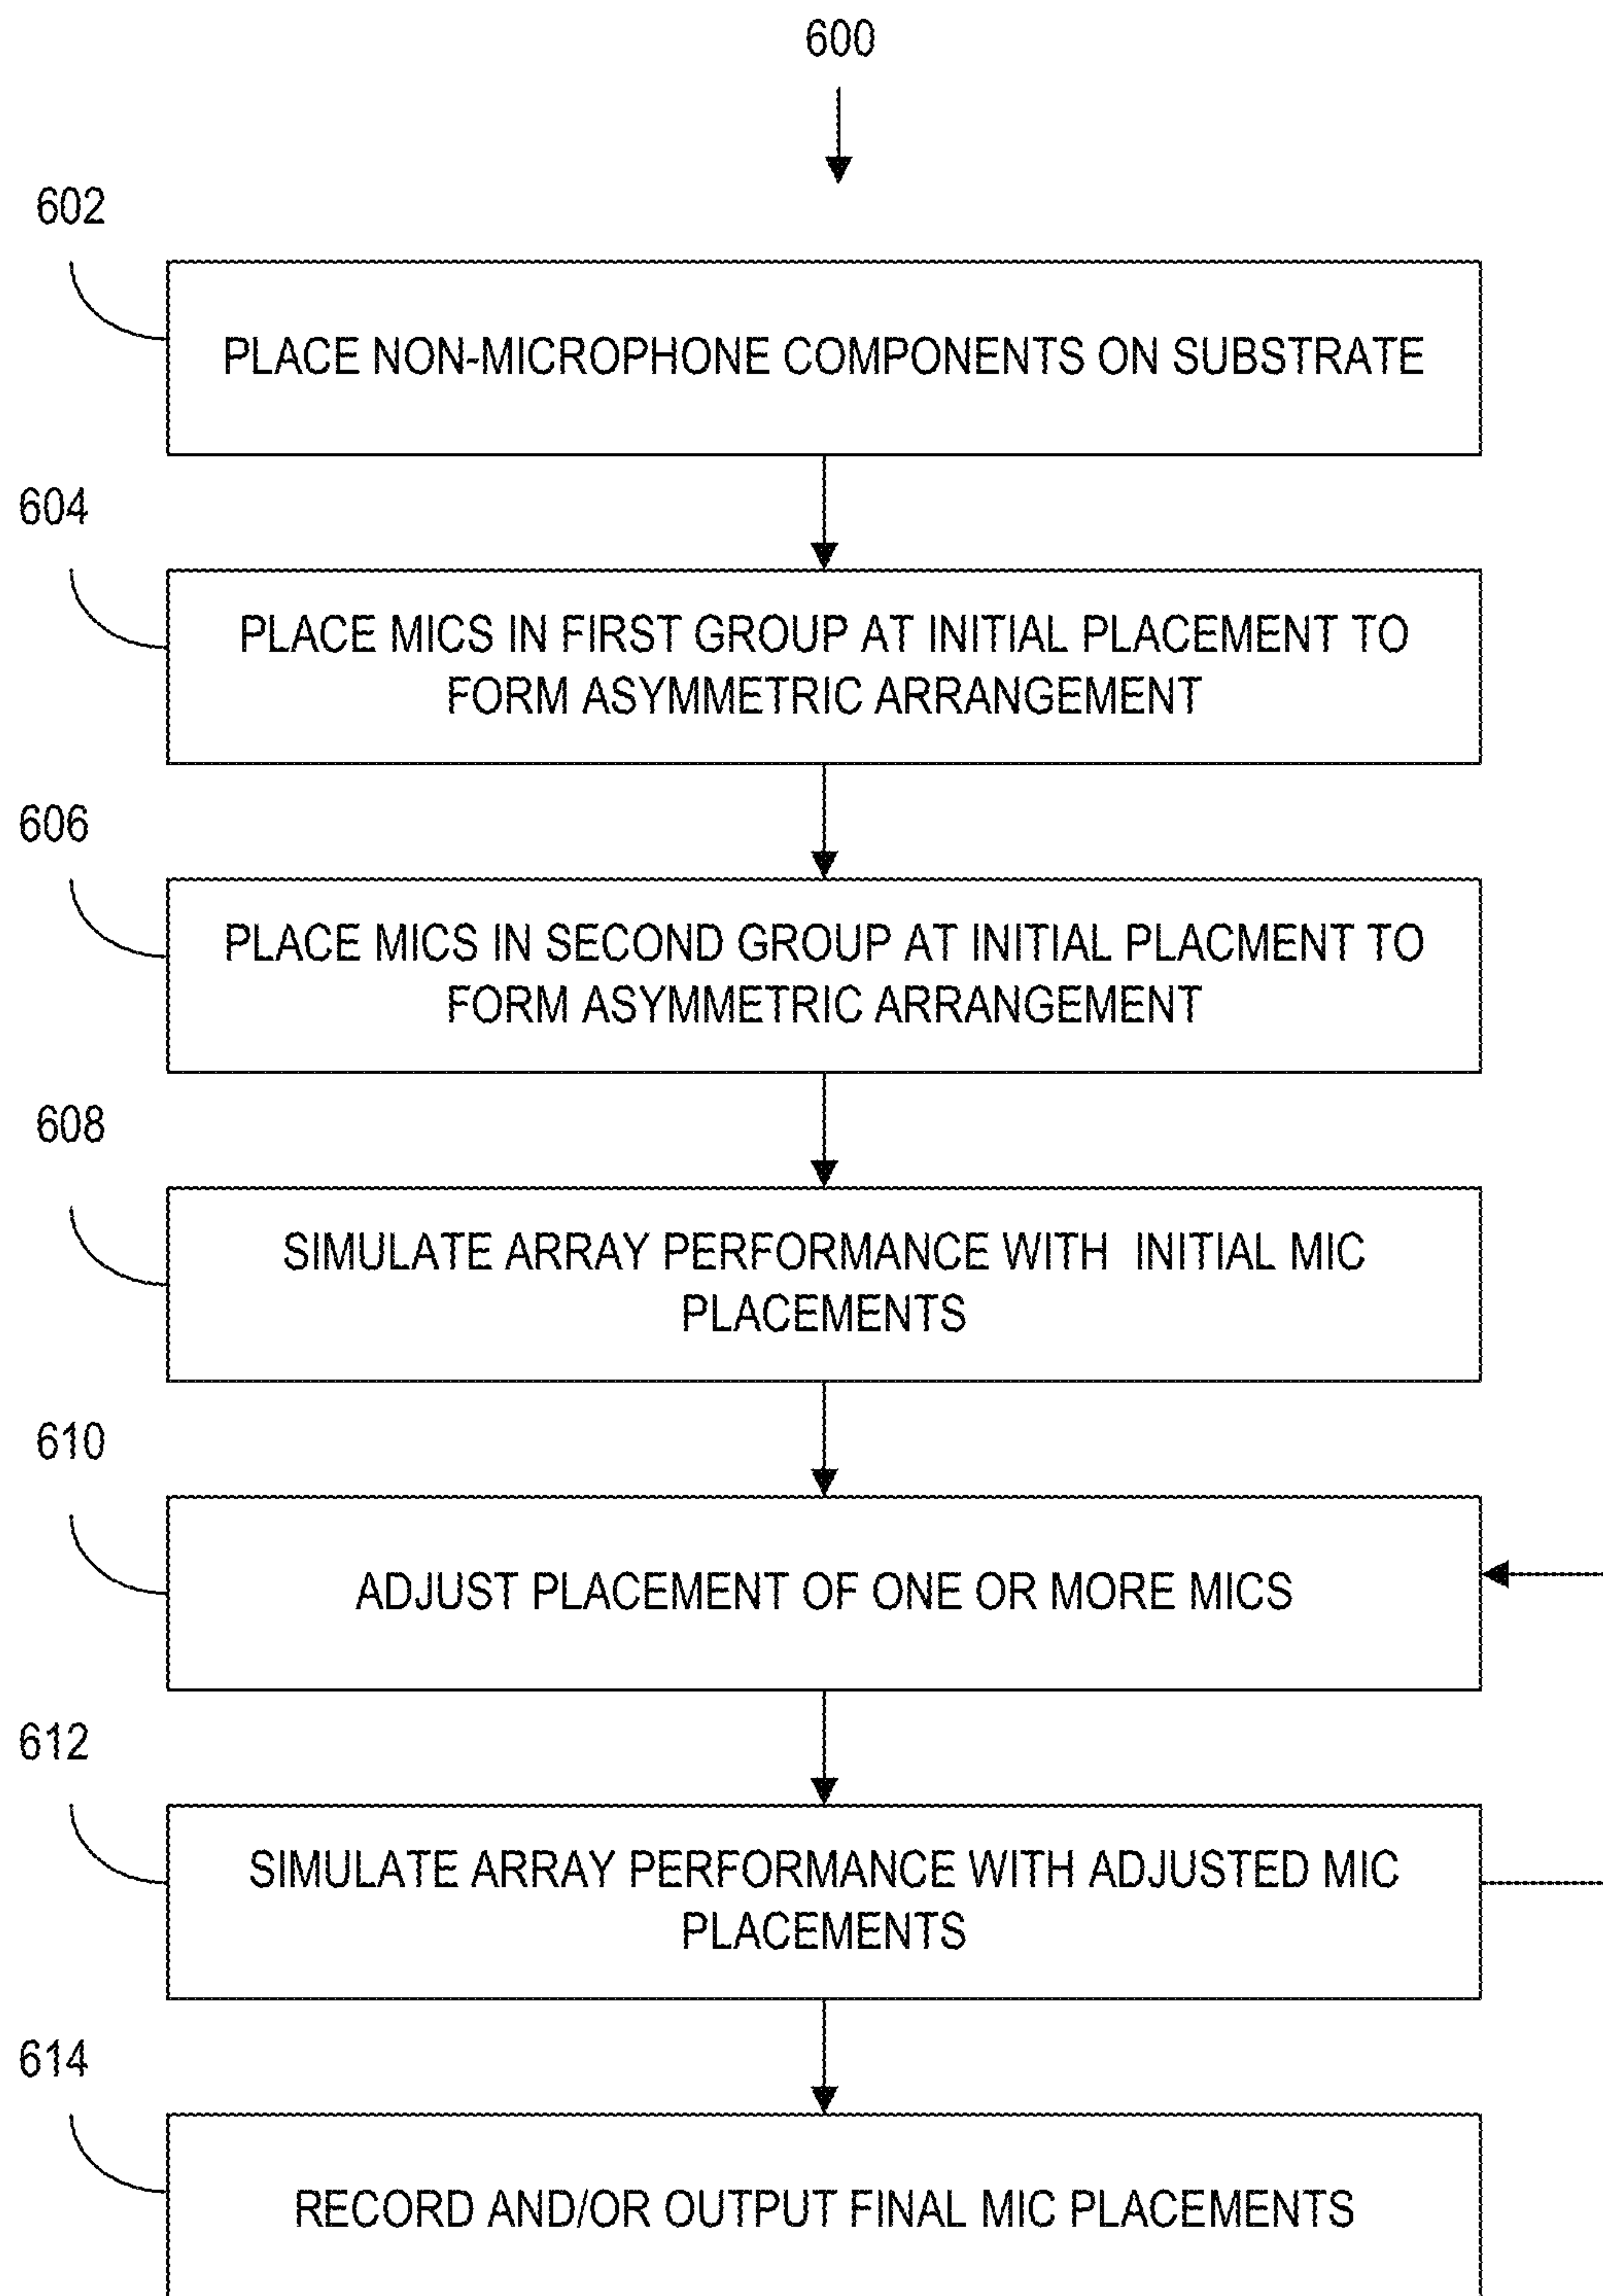 600
602
PLACE NON-MICROPHONE COMPONENTS ON SUBSTRATE
604
PLACE MICS IN FIRST GROUP AT INITIAL PLACEMENT TO
FORM ASYMMETRIC ARRANGEMENT
606
PLACE MICS IN SECOND GROUP AT INITIAL PLACMENT TO
FORM ASYMMETRIC ARRANGEMENT
608
SIMULATE ARRAY PERFORMANCE WITH INITIAL MIC
PLACEMENTS
610
ADJUST PLACEMENT OF ONE OR MORE MICS
612
SIMULATE ARRAY PERFORMANCE WITH ADJUSTED MIC
PLACEMENTS
614
RECORD AND/OR OUTPUT FINAL MIC PLACEMENTS